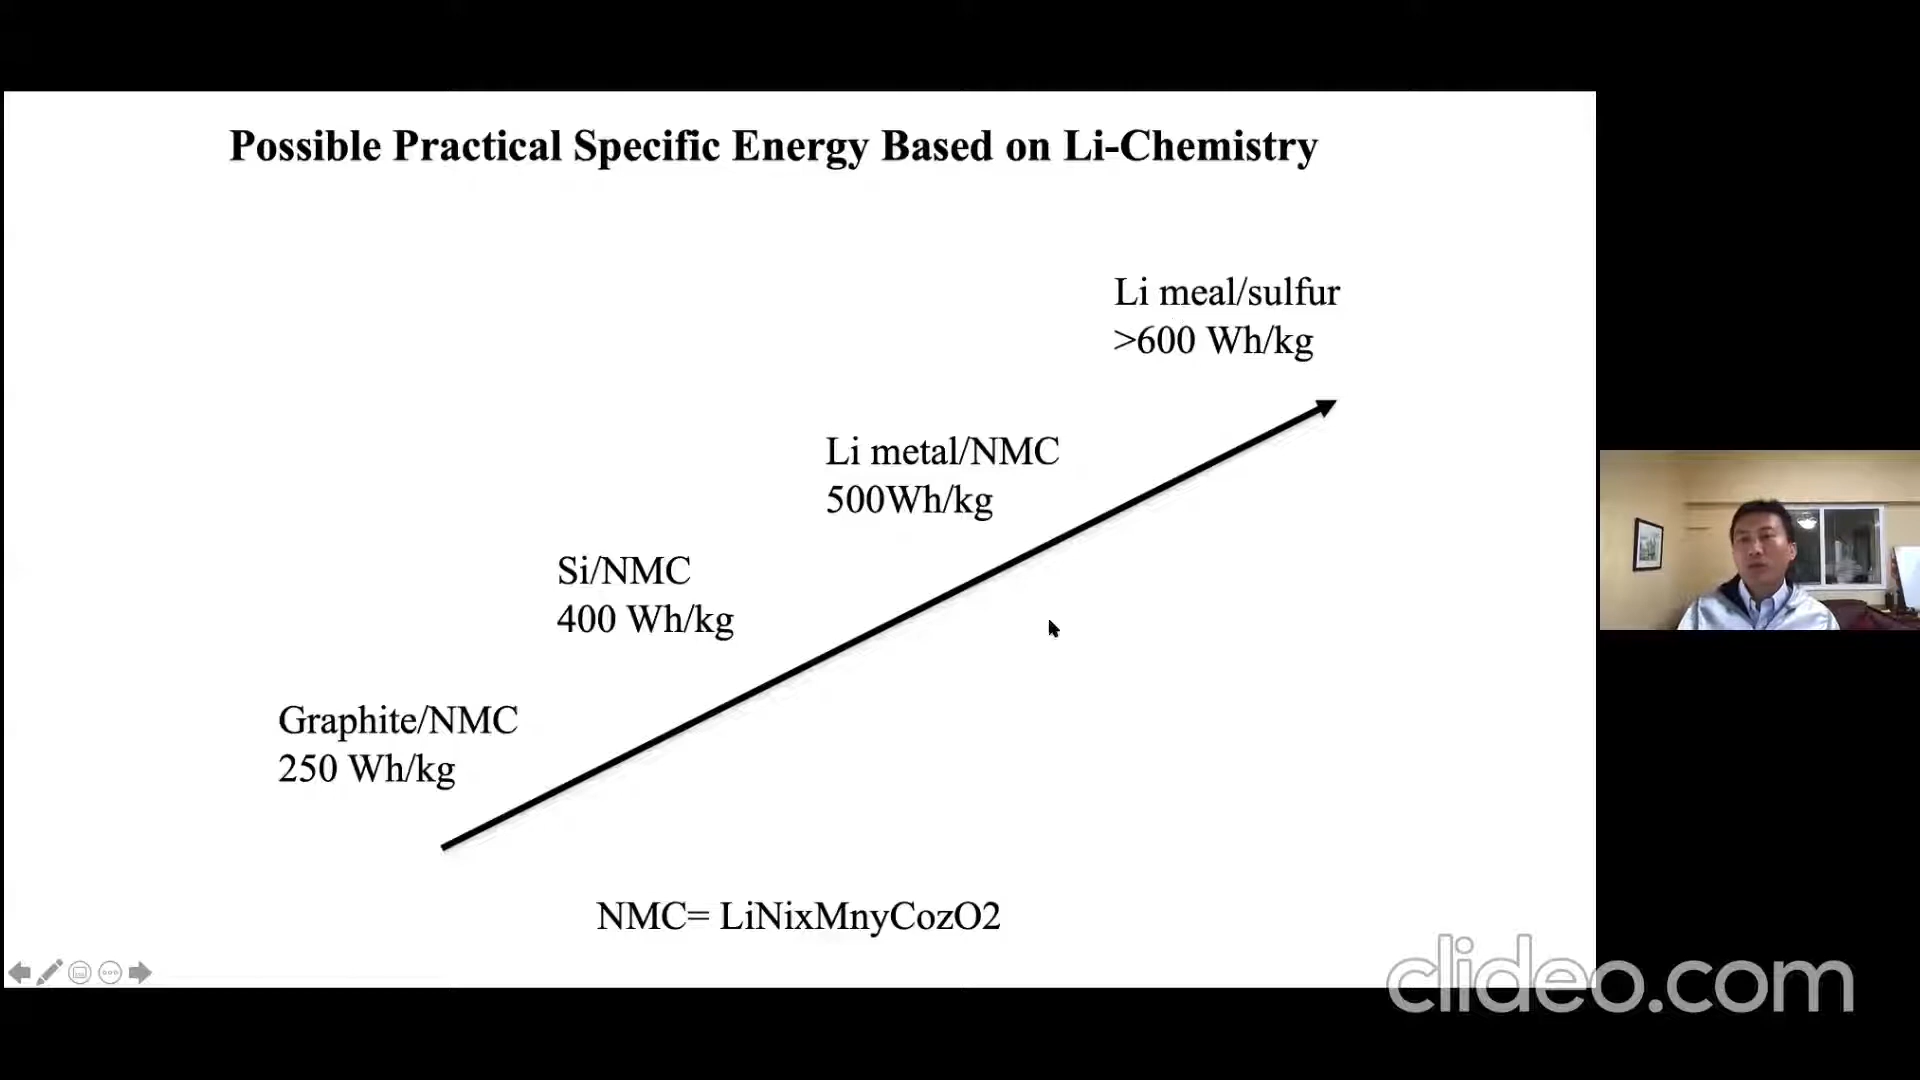 Possible Practical Specific Energy Based on Li-Chemistry
Li meal/sulfur
>600 Wh/kg
Li metal/NMC
500Wh/kg
Si/NMC
400 Wh/kg
Graphite/NMC
250 Wh/kg
NMC= LiNixMnyCozO2
clideo.com